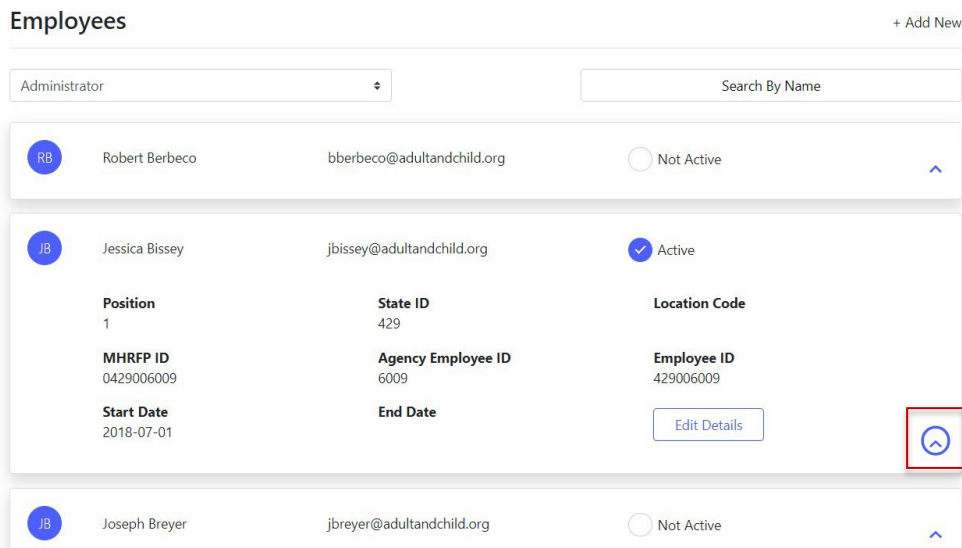 Employees
+ Add New
Administrator
Search By Name
RB Robert Berbeco bberbeco@adultandchild.org Not Active
JB Jessica Bissey jbissey@adultandchild.org Active
Position State ID Location Code
1 429
MHRFP ID Agency Employee ID Employee ID
0429006009 6009 429006009
Start Date End Date Edit Details
2018-07-01
JB Joseph Breyer jbreyer@adultandchild.org Not Active